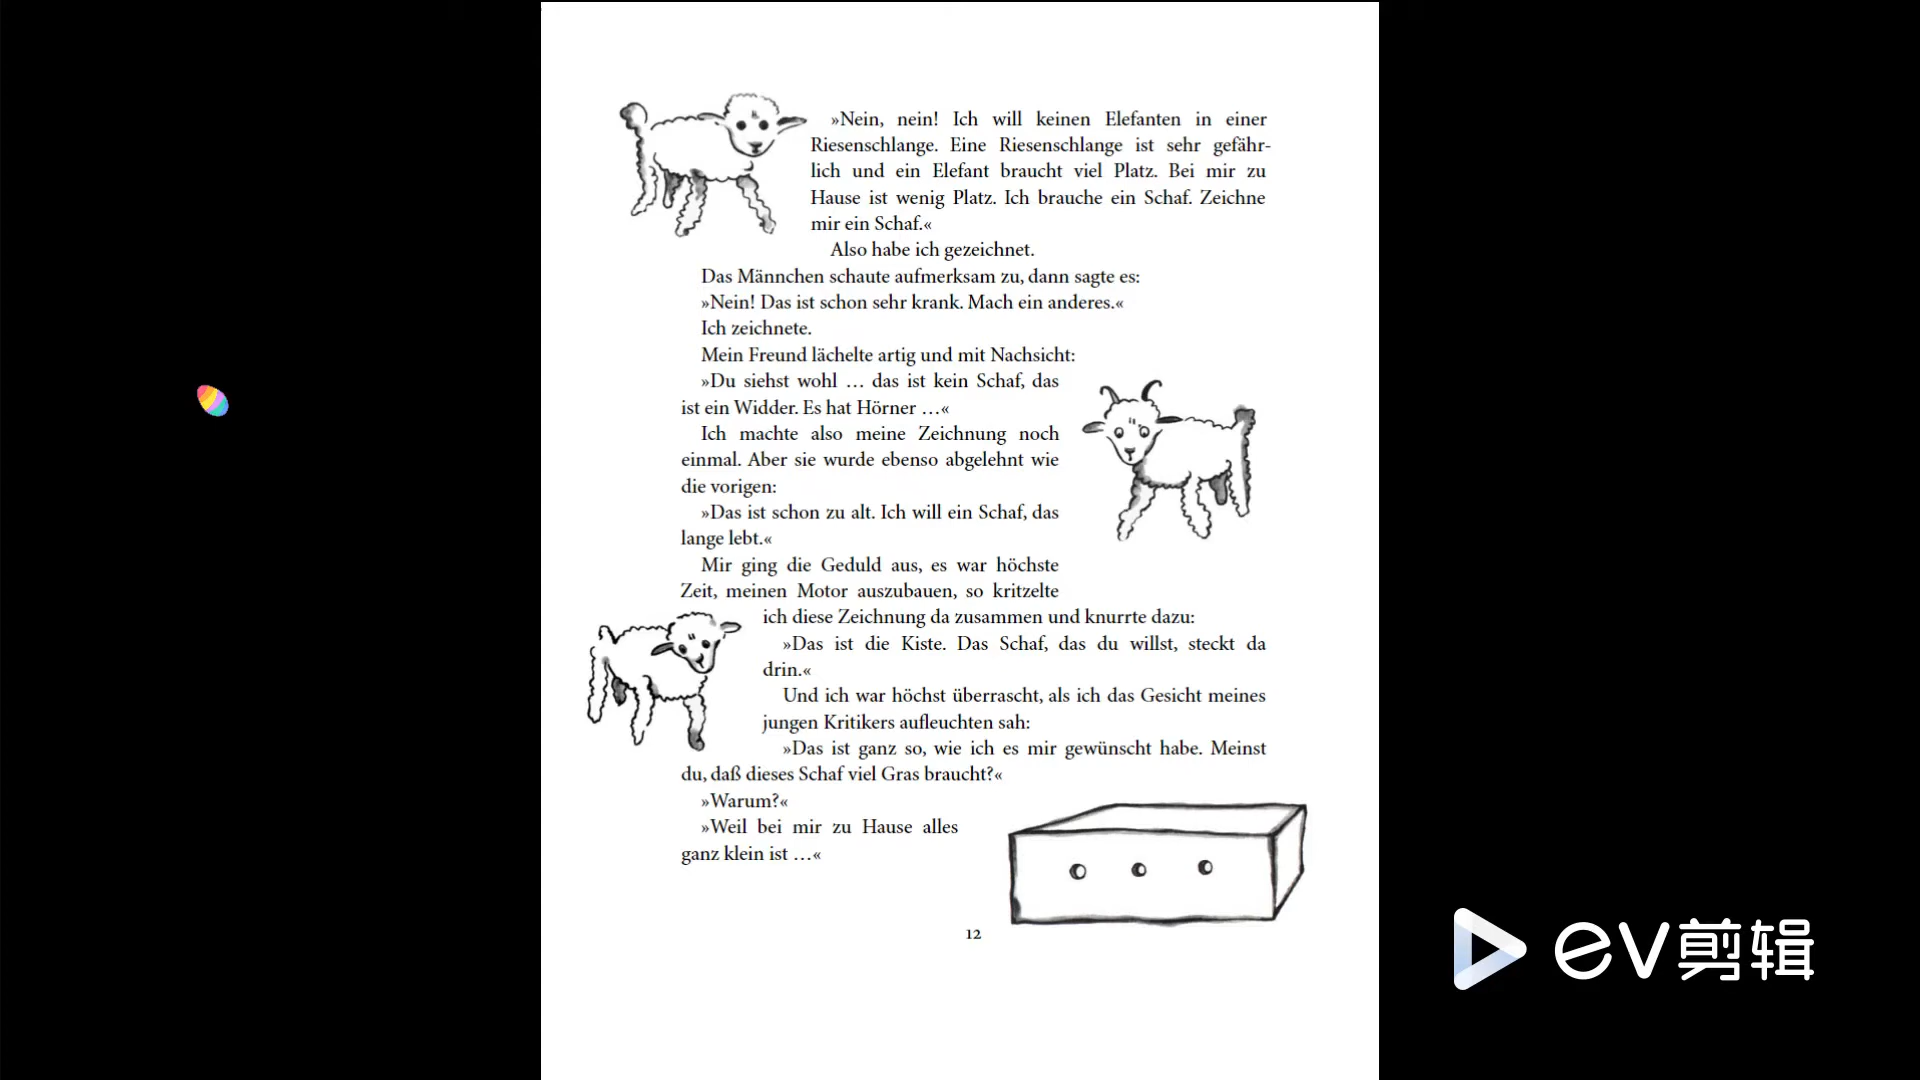 »Nein, nein! Ich will keinen Elefanten in einer
Riesenschlange. Eine Riesenschlange ist sehr gefähr-
lich und ein Elefant braucht viel Platz. Bei mir zu
Hause ist wenig Platz. Ich brauche ein Schaf. Zeichne
mir ein Schaf.«
Also habe ich gezeichnet.
Das Männchen schaute aufmerksam zu, dann sagte es:
»Nein! Das ist schon sehr krank. Mach ein anderes.«
Ich zeichnete.
Mein Freund lächelte artig und mit Nachsicht:
»Du siehst wohl … das ist kein Schaf, das
ist ein Widder. Es hat Hörner …«
Ich machte also meine Zeichnung noch
einmal. Aber sie wurde ebenso abgelehnt wie
die vorigen:
»Das ist schon zu alt. Ich will ein Schaf, das
lange lebt.«
Mir ging die Geduld aus, es war höchste
Zeit, meinen Motor auszubauen, so kritzelte
ich diese Zeichnung da zusammen und knurrte dazu:
»Das ist die Kiste. Das Schaf, das du willst, steckt da
drin.«
Und ich war höchst überrascht, als ich das Gesicht meines
jungen Kritikers aufleuchten sah:
»Das ist ganz so, wie ich es mir gewünscht habe. Meinst
du, daß dieses Schaf viel Gras braucht?«
»Warum?«
»Weil bei mir zu Hause alles
ganz klein ist …«
12
eV剪辑